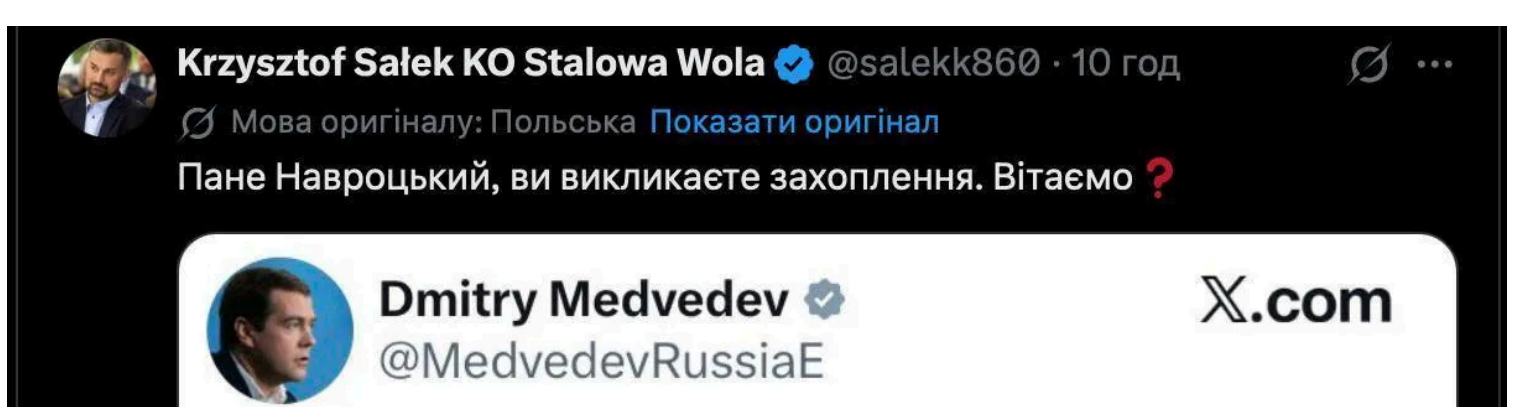 Krzysztof Sałek KO Stalowa Wola @salekk860 · 10 год
Мова оригіналу: Польська Показати оригінал
Пане Навроцький, ви викликаєте захоплення. Вітаємо❓
Dmitry Medvedev
X.com
@MedvedevRussiaE